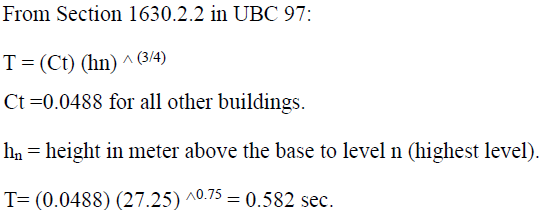 From Section 1630.2.2 in UBC 97:
T = (Ct) (hn) ^ (3/4)
Ct =0.0488 for all other buildings.
hn = height in meter above the base to level n (highest level).
T= (0.0488) (27.25) ^0.75 = 0.582 sec.